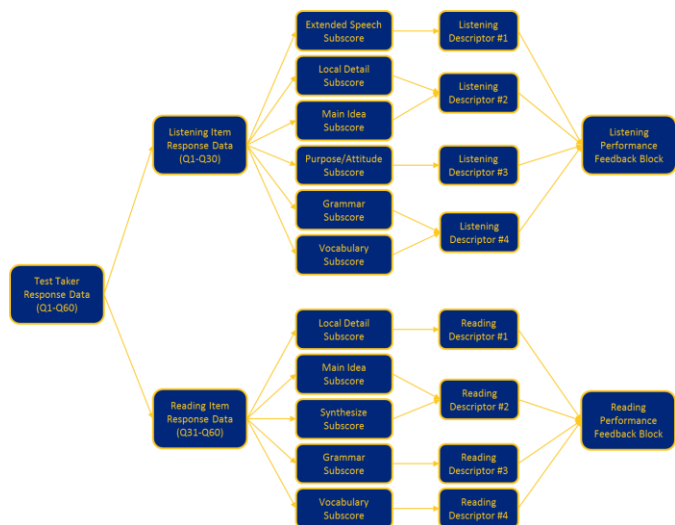 Extended Speech
Subscore
Listening
Descriptor #1
Local Detail
Subscore
Listening
Descriptor #2
Main Idea
Subscore
Listening Item
Response Data
(Q1-Q30)
Listening
Performance
Feedback Block
Purpose/Attitude
Subscore
Listening
Descriptor #3
Grammar
Subscore
Listening
Descriptor #4
Vocabulary
Subscore
Test Taker
Response Data
(Q1-Q60)
Local Detail
Subscore
Reading
Descriptor #1
Main Idea
Subscore
Reading
Descriptor #2
Synthesize
Subscore
Reading Item
Response Data
(Q31-Q60)
Reading
Performance
Feedback Block
Grammar
Subscore
Reading
Descriptor #3
Vocabulary
Subscore
Reading
Descriptor #4